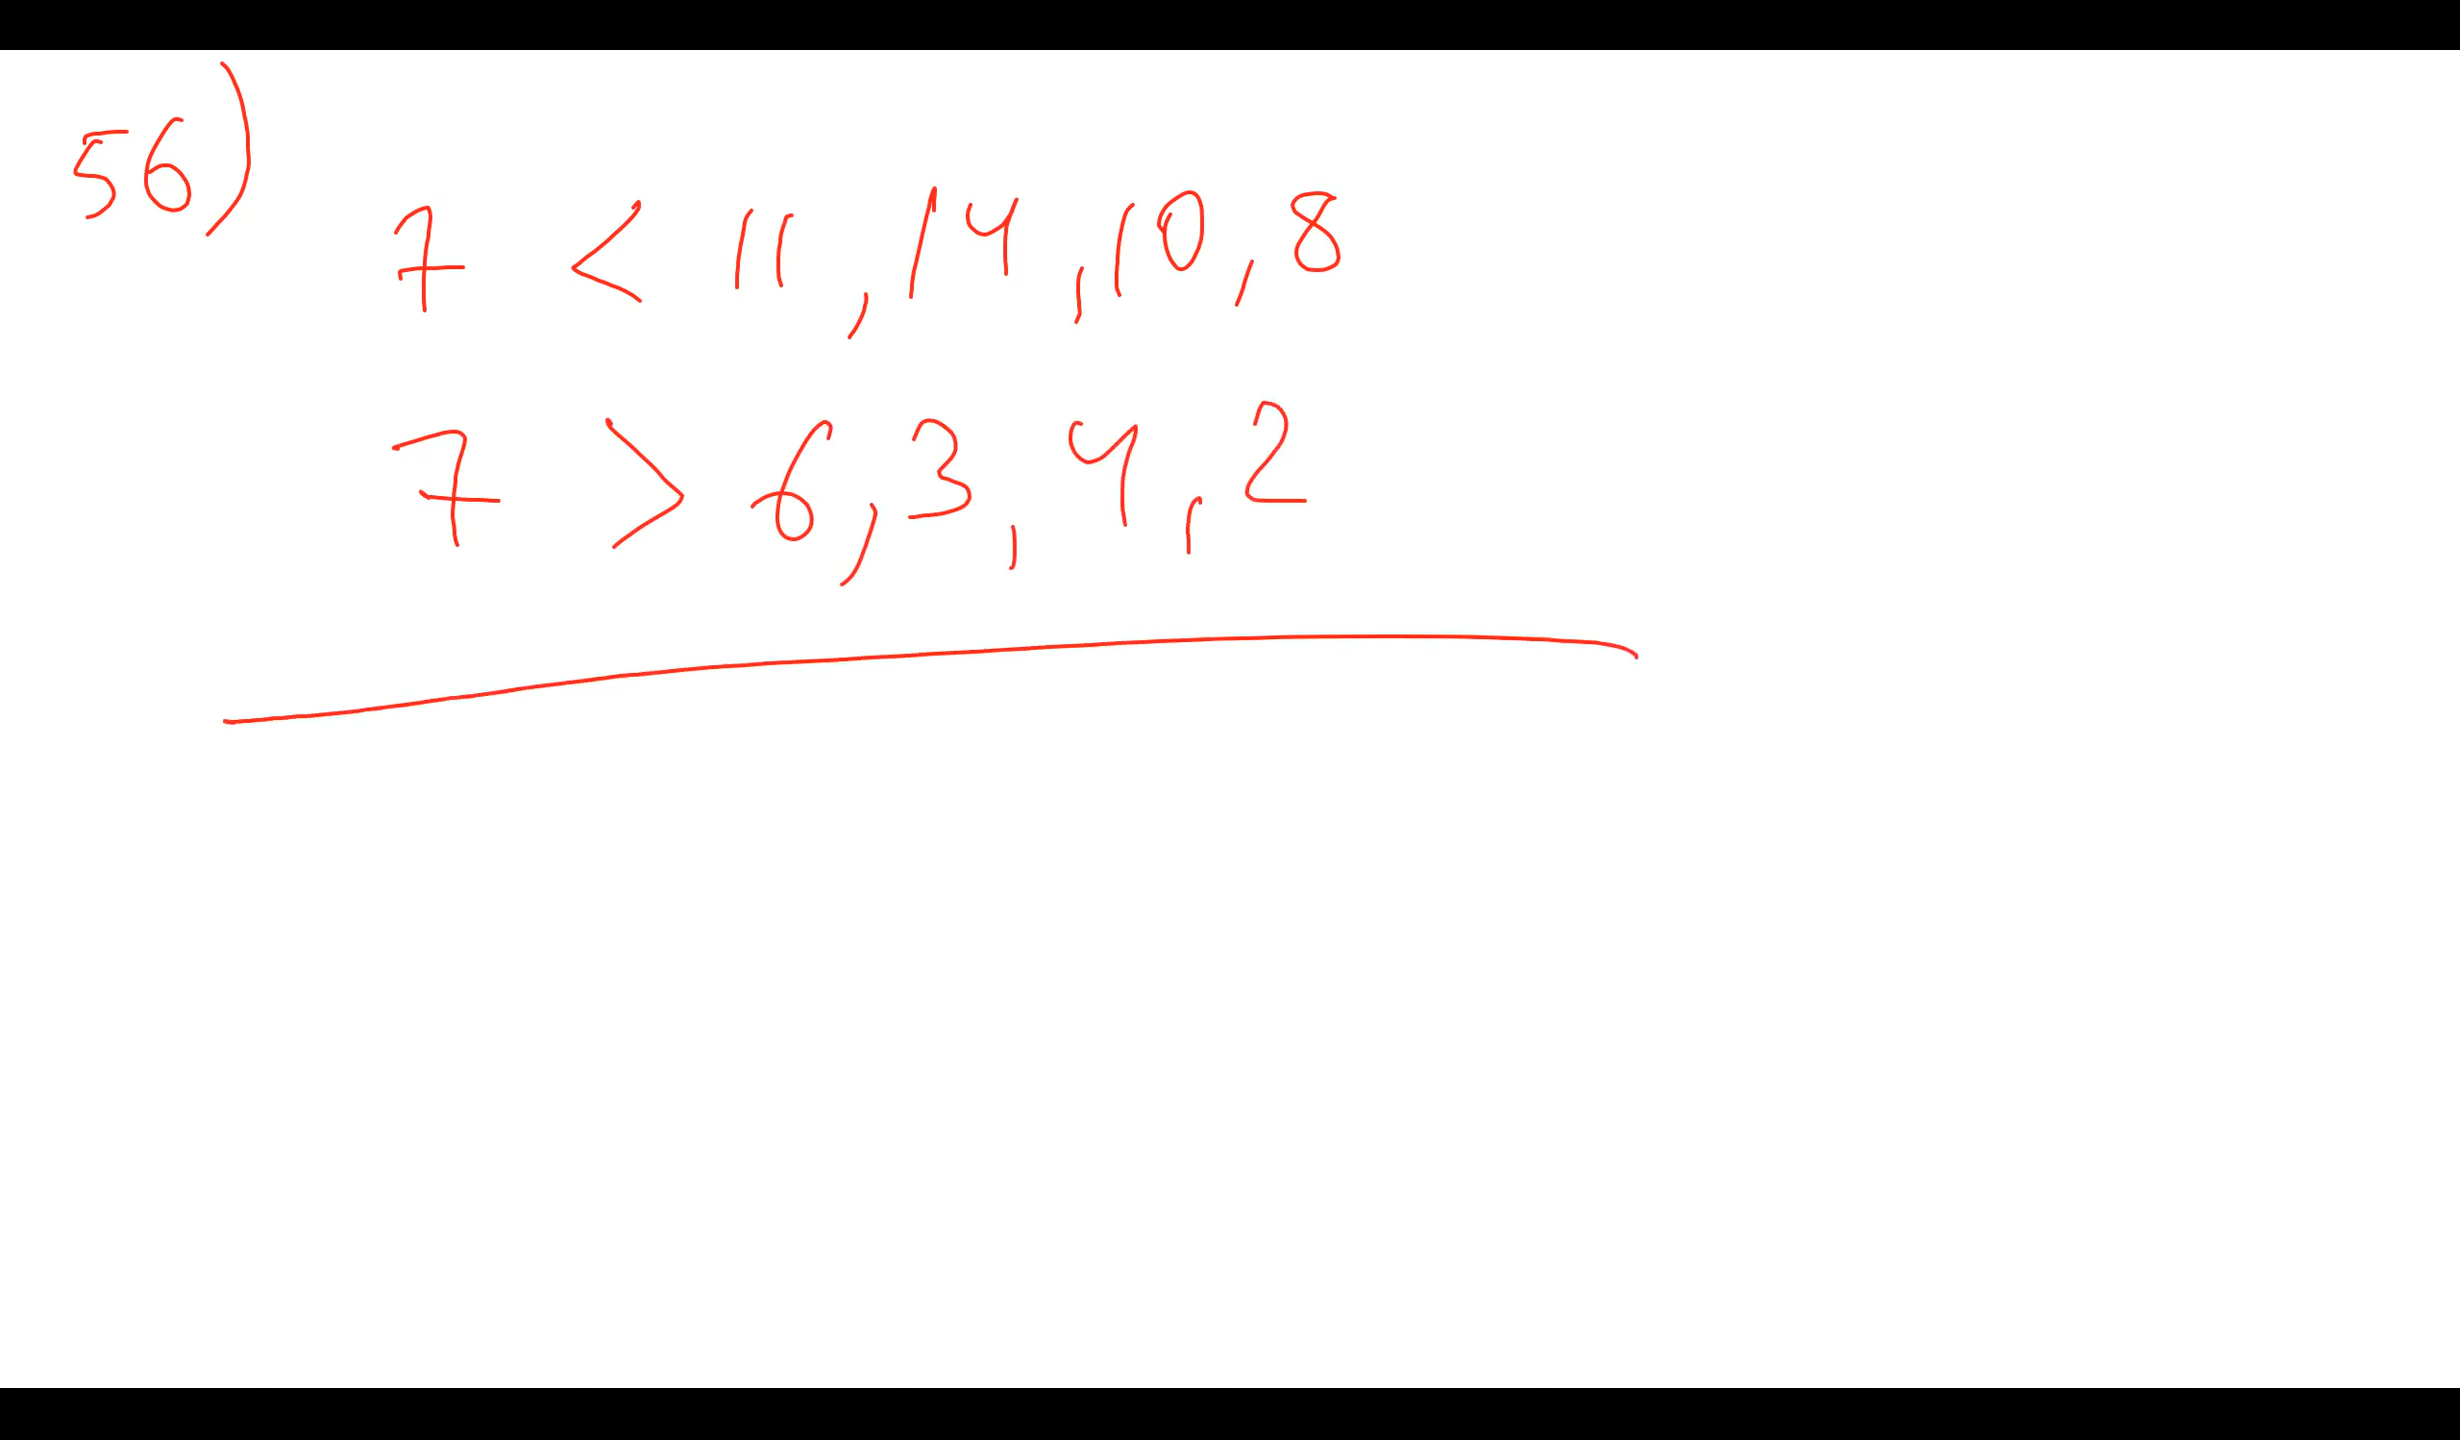 56)
7 < 11, 14, 10, 8
7 > 6, 3, 4, 2